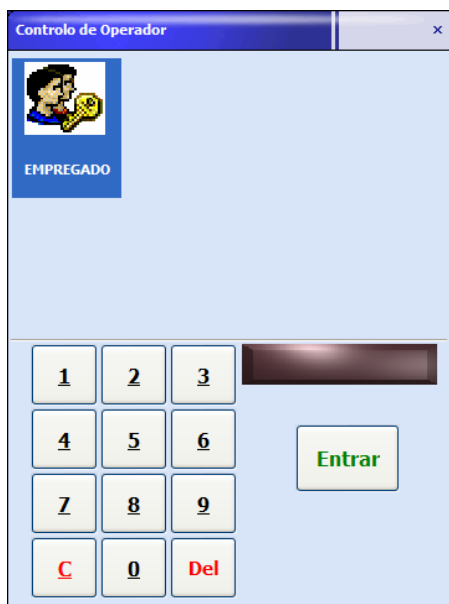 Controlo de Operador x
EMPREGADO
1 2 3
4 5 6
Entrar
7 8 9
C 0 Del